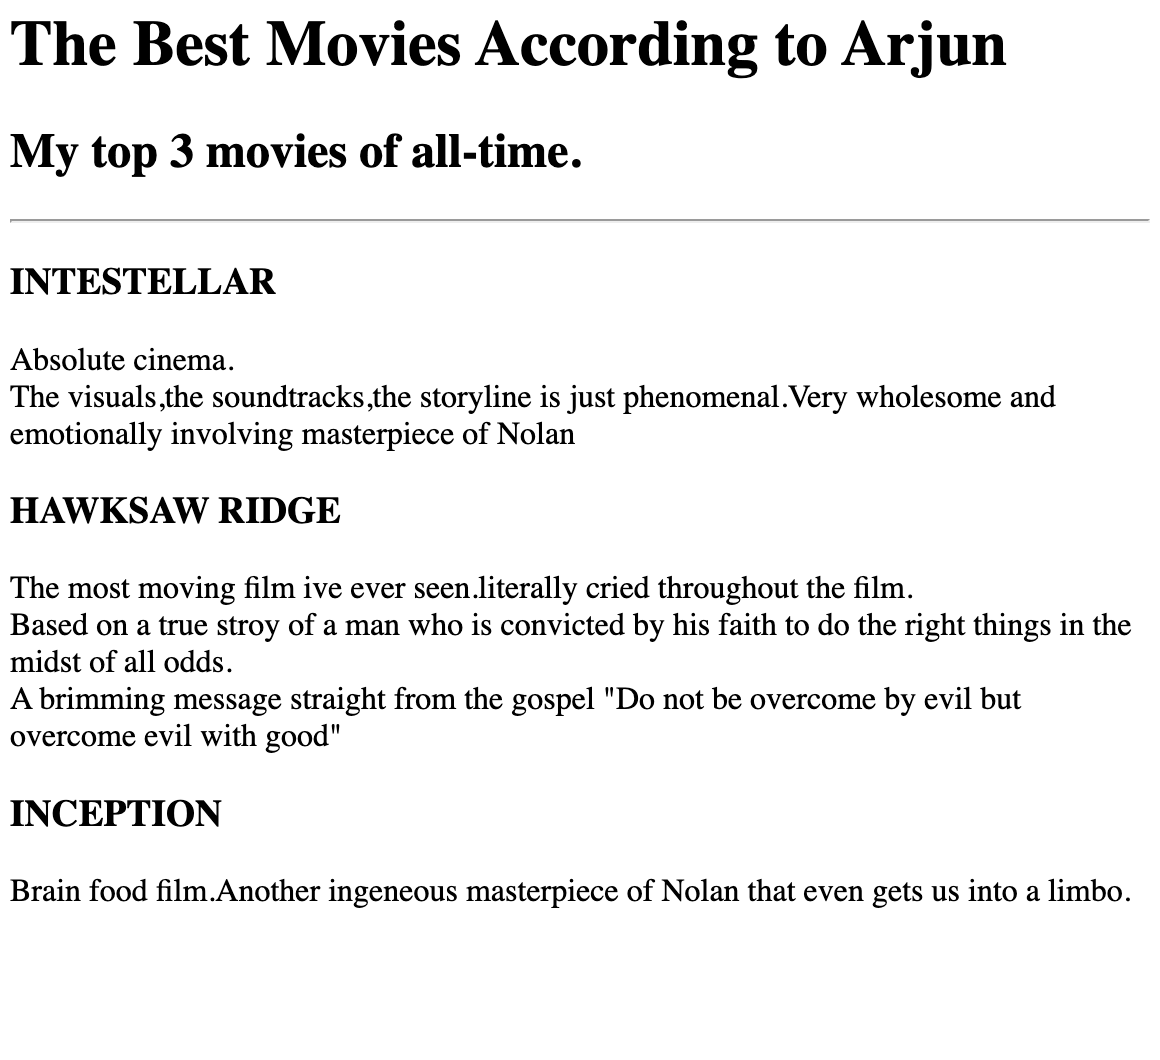 The Best Movies According to Arjun
My top 3 movies of all-time.
INTESTELLAR
Absolute cinema.
The visuals,the soundtracks,the storyline is just phenomenal.Very wholesome and
emotionally involving masterpiece of Nolan
HAWKSAW RIDGE
The most moving film ive ever seen.literally cried throughout the film.
Based on a true stroy of a man who is convicted by his faith to do the right things in the
midst of all odds.
A brimming message straight from the gospel "Do not be overcome by evil but
overcome evil with good"
INCEPTION
Brain food film.Another ingeneous masterpiece of Nolan that even gets us into a limbo.